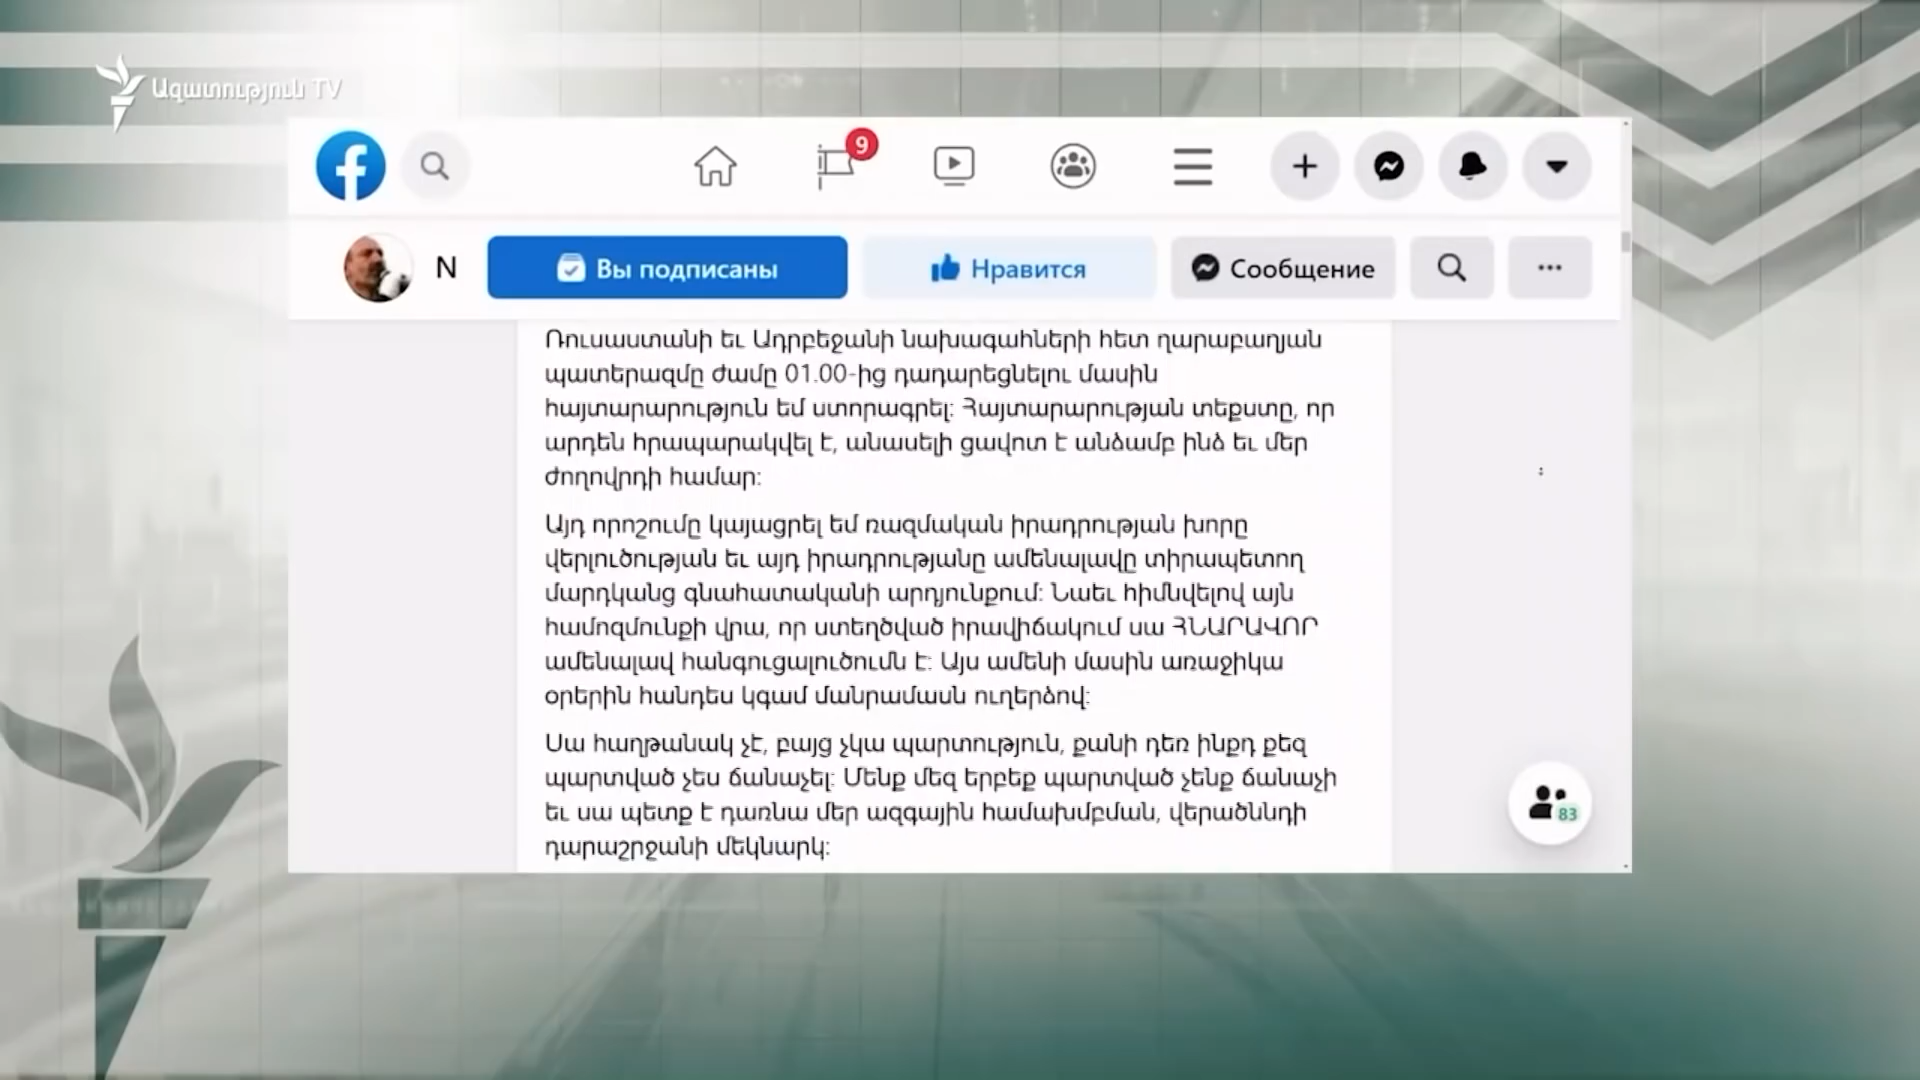 Ազատություն TV
9
N
Вы подписаны
Нравится
Сообщение
Ռուսաստանի եւ Ադրբեջանի նախագահների հետ ղարաբաղյան
պատերազմը ժամը 01.00-ից դադարեցնելու մասին
հայտարարություն եմ ստորագրել: Հայտարարության տեքստը, որ
արդեն հրապարակվել է, անասելի ցավոտ է անձամբ ինձ եւ մեր
ժողովրդի համար:
Այդ որոշումը կայացրել եմ ռազմական իրադրության խորը
վերլուծության եւ այդ իրադրությանը ամենալավը տիրապետող
մարդկանց գնահատականի արդյունքում: Նաեւ հիմնվելով այն
համոզմունքի վրա, որ ստեղծված իրավիճակում սա ՀՆԱՐԱՎՈՐ
ամենալավ հանգուցալուծումն է: Այս ամենի մասին առաջիկա
օրերին հանդես կգամ մանրամասն ուղերձով:
Սա հաղթանակ չէ, բայց չկա պարտություն, քանի դեռ ինքդ քեզ
պարտված չես ճանաչել: Մենք մեզ երբեք պարտված չենք ճանաչի
եւ սա պետք է դառնա մեր ազգային համախմբման, վերածննդի
դարաշրջանի մեկնարկ:
83